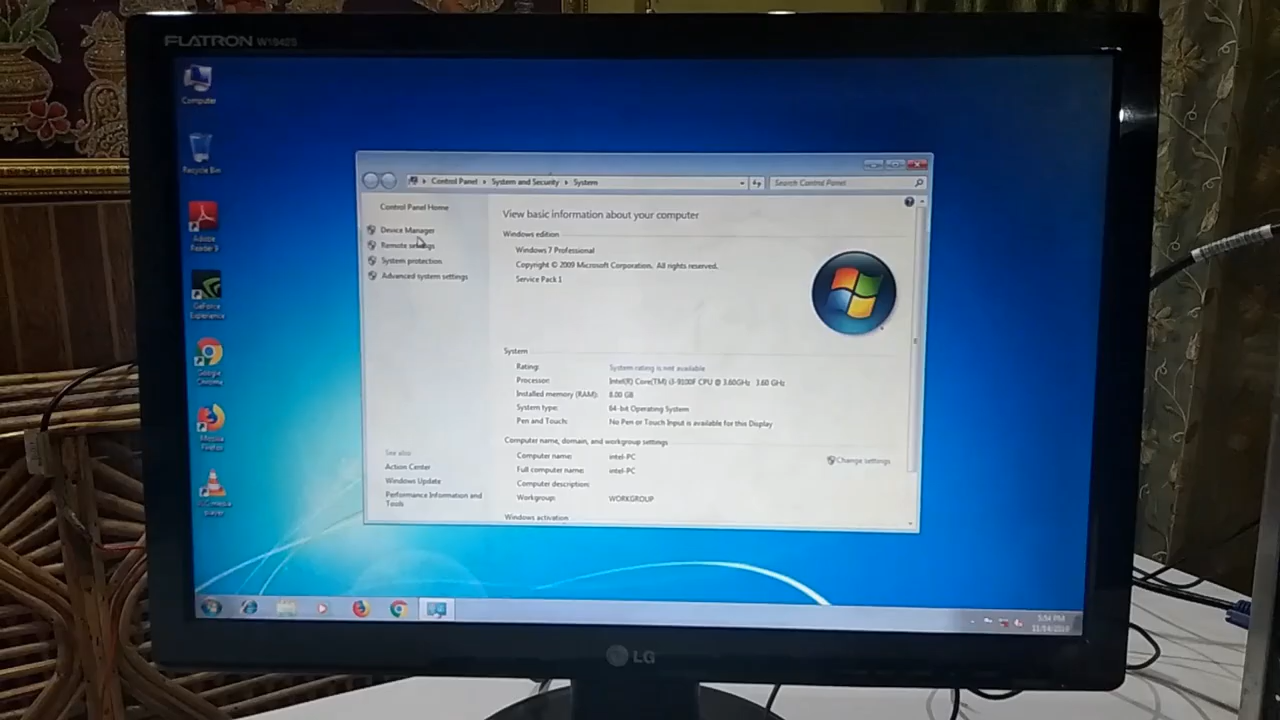 FLATRON W1942S
Computer
Recycle Bin
Adobe
Reader 9
GeForce
Experience
Google
Chrome
Mozilla
Firefox
VLC media
player
Control Panel
System and Security
System
Search Control Panel
Control Panel Home
Device Manager
Remote settings
System protection
Advanced system settings
See also
Action Center
Windows Update
Performance Information and
Tools
View basic information about your computer
Windows edition
Windows 7 Professional
Copyright © 2009 Microsoft Corporation. All rights reserved.
Service Pack 1
System
Rating: System rating is not available
Processor: Intel(R) Core(TM) i3-9100F CPU @ 3.60GHz 3.60 GHz
Installed memory (RAM): 8.00 GB
System type: 64-bit Operating System
Pen and Touch: No Pen or Touch Input is available for this Display
Computer name, domain, and workgroup settings
Computer name: intel-PC
Change settings
Full computer name: intel-PC
Computer description:
Workgroup: WORKGROUP
Windows activation
5:54 PM
LG